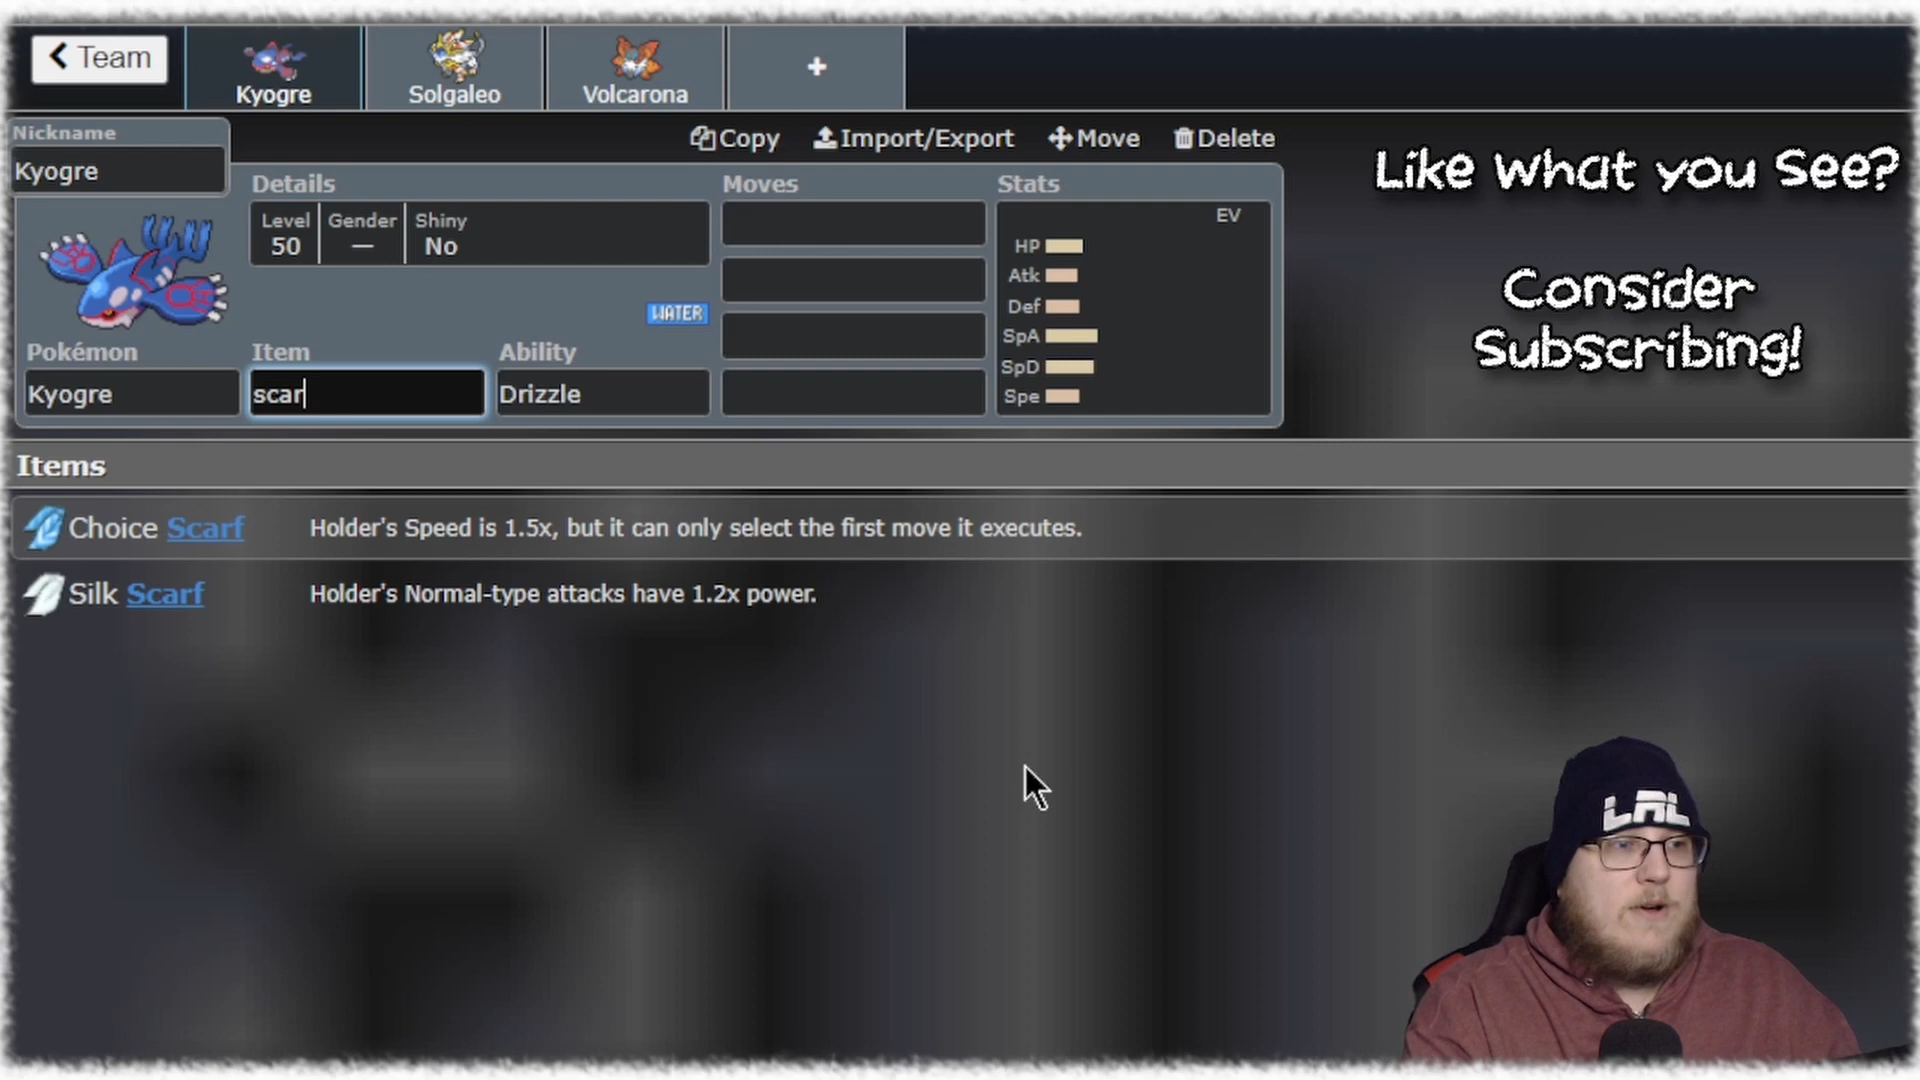 Team
Kyogre
Solgaleo
Volcarona
+
Nickname
Kyogre
Copy
Import/Export
Move
Delete
Details
Moves
Stats
Level
50
Gender
—
Shiny
No
WATER
EV
HP
Atk
Def
SpA
SpD
Spe
Pokémon
Kyogre
Item
scar
Ability
Drizzle
Like What you See?
Consider
Subscribing!
Items
Choice Scarf Holder's Speed is 1.5x, but it can only select the first move it executes.
Silk Scarf Holder's Normal-type attacks have 1.2x power.
LAL